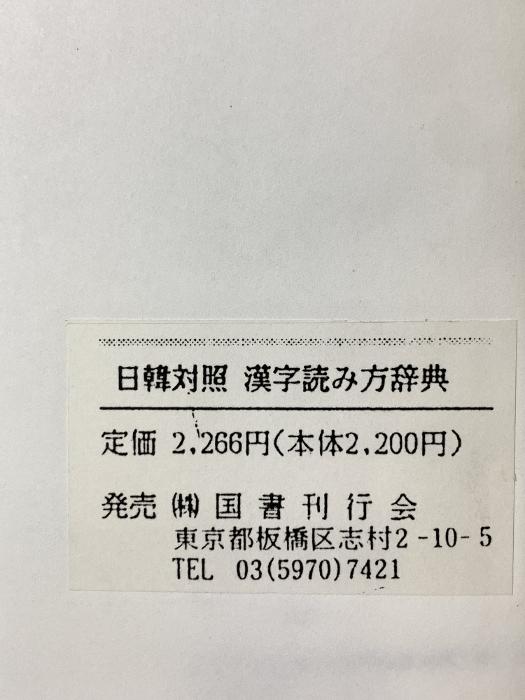 日韓対照 漢字読み方辞典
定価 2,266円(本体2,200円)
発売 ㈱ 国書刊行会
東京都板橋区志村2-10-5
TEL 03(5970)7421